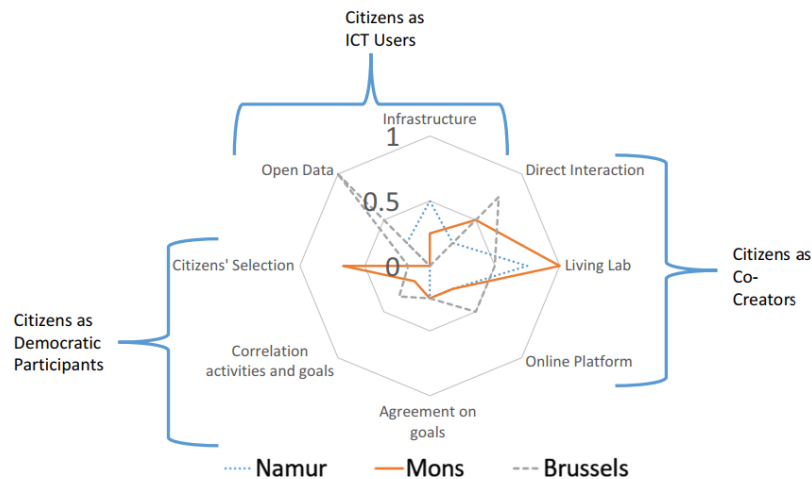 Citizens as
ICT Users
Infrastructure
1
Open Data
Direct Interaction
0.5
Citizens' Selection
0
Living Lab
Citizens as
Co-
Creators
Citizens as
Democratic
Participants
Correlation
activities and goals
Online Platform
Agreement on
goals
Namur
Mons
Brussels